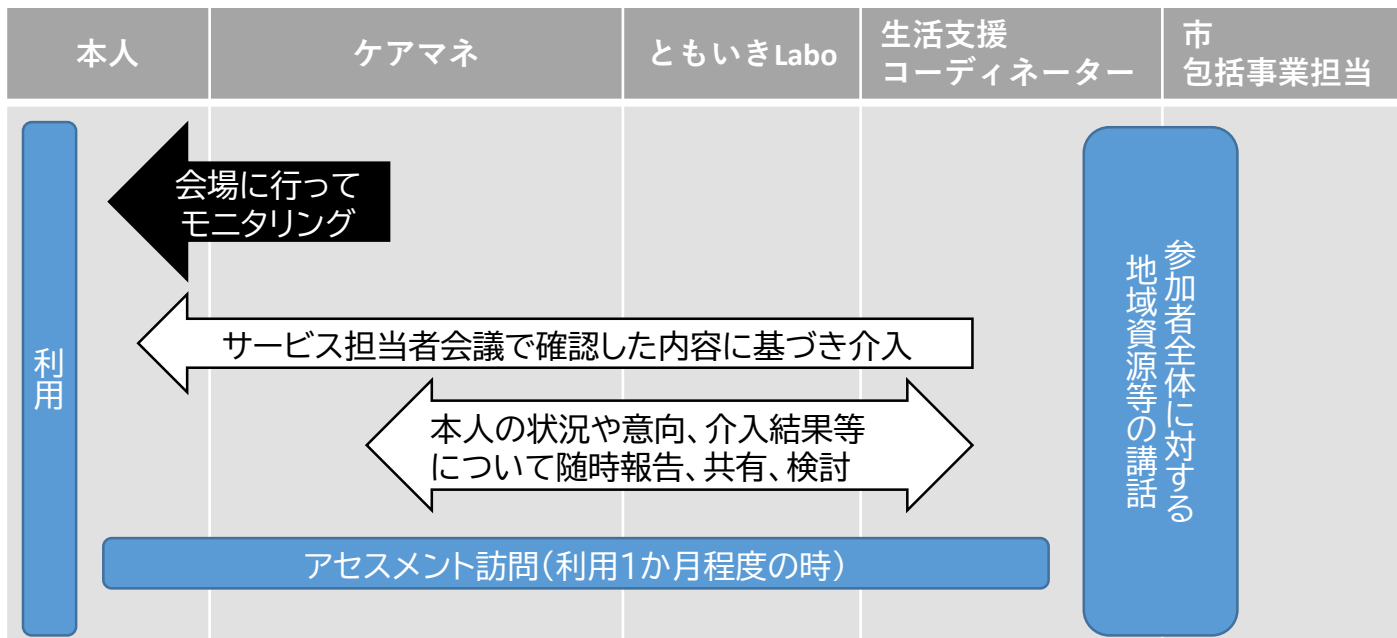 本人
ケアマネ
ともいきLabo
生活支援
コーディネーター
市
包括事業担当
利用
会場に行って
モニタリング
サービス担当者会議で確認した内容に基づき介入
本人の状況や意向、介入結果等
について随時報告、共有、検討
アセスメント訪問(利用1か月程度の時)
参加者全体に対する
地域資源等の講話